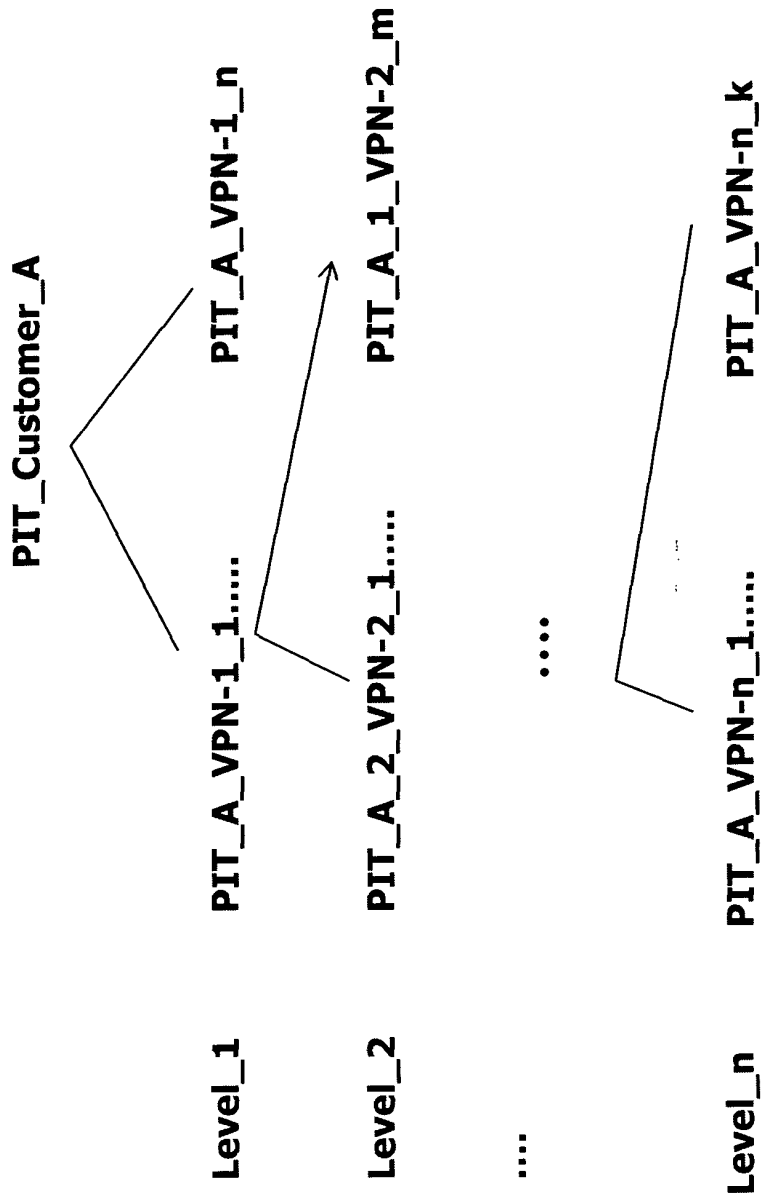 PIT_Customer_A
Level_1 PIT_A_VPN-1_1..... PIT_A_VPN-1_n
Level_2 PIT_A_2_VPN-2_1..... PIT_A_1_VPN-2_m
.... ....
Level_n PIT_A_VPN-n_1..... PIT_A_VPN-n_k